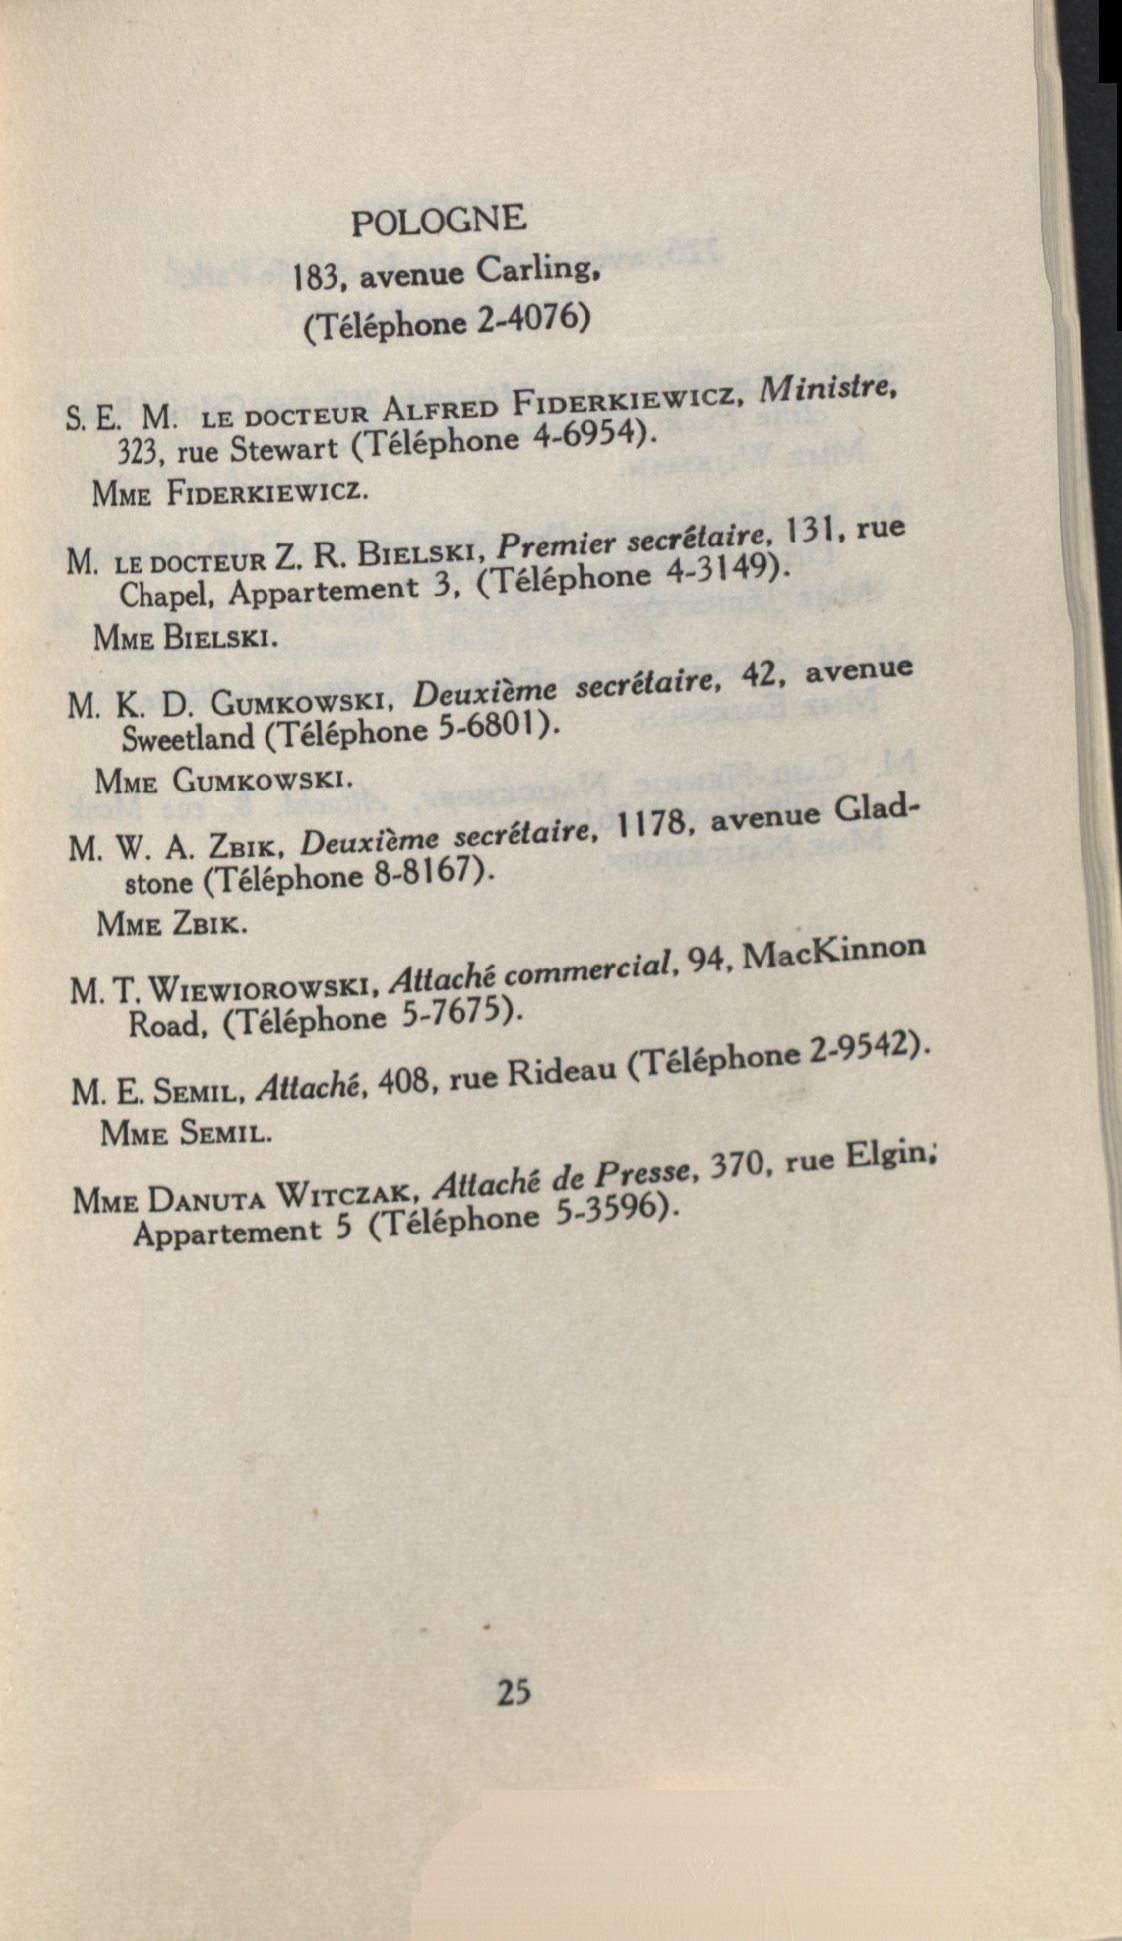 POLOGNE
183, avenue Carling,
(Téléphone 2-4076)
S. E. M. LE DOCTEUR ALFRED FIDERKIEWICZ, Ministre,
323, rue Stewart (Téléphone 4-6954).
MME FIDERKIEWICZ.
M. LE DOCTEUR Z. R. BIELSKI, Premier secrétaire, 131, rue
Chapel, Appartement 3, (Téléphone 4-3149).
MME BIELSKI.
M. K. D. GUMKOWSKI, Deuxième secrétaire, 42, avenue
Sweetland (Téléphone 5-6801).
MME GUMKOWSKI.
M. W. A. ZBIK, Deuxième secrétaire, 1178, avenue Glad-
stone (Téléphone 8-8167).
MME ZBIK.
M. T. WIEWIOROWSKI, Attaché commercial, 94, MacKinnon
Road, (Téléphone 5-7675).
M. E. SEMIL, Attaché, 408, rue Rideau (Téléphone 2-9542).
MME SEMIL.
MME DANUTA WITCZAK, Attaché de Presse, 370, rue Elgin;
Appartement 5 (Téléphone 5-3596).
25